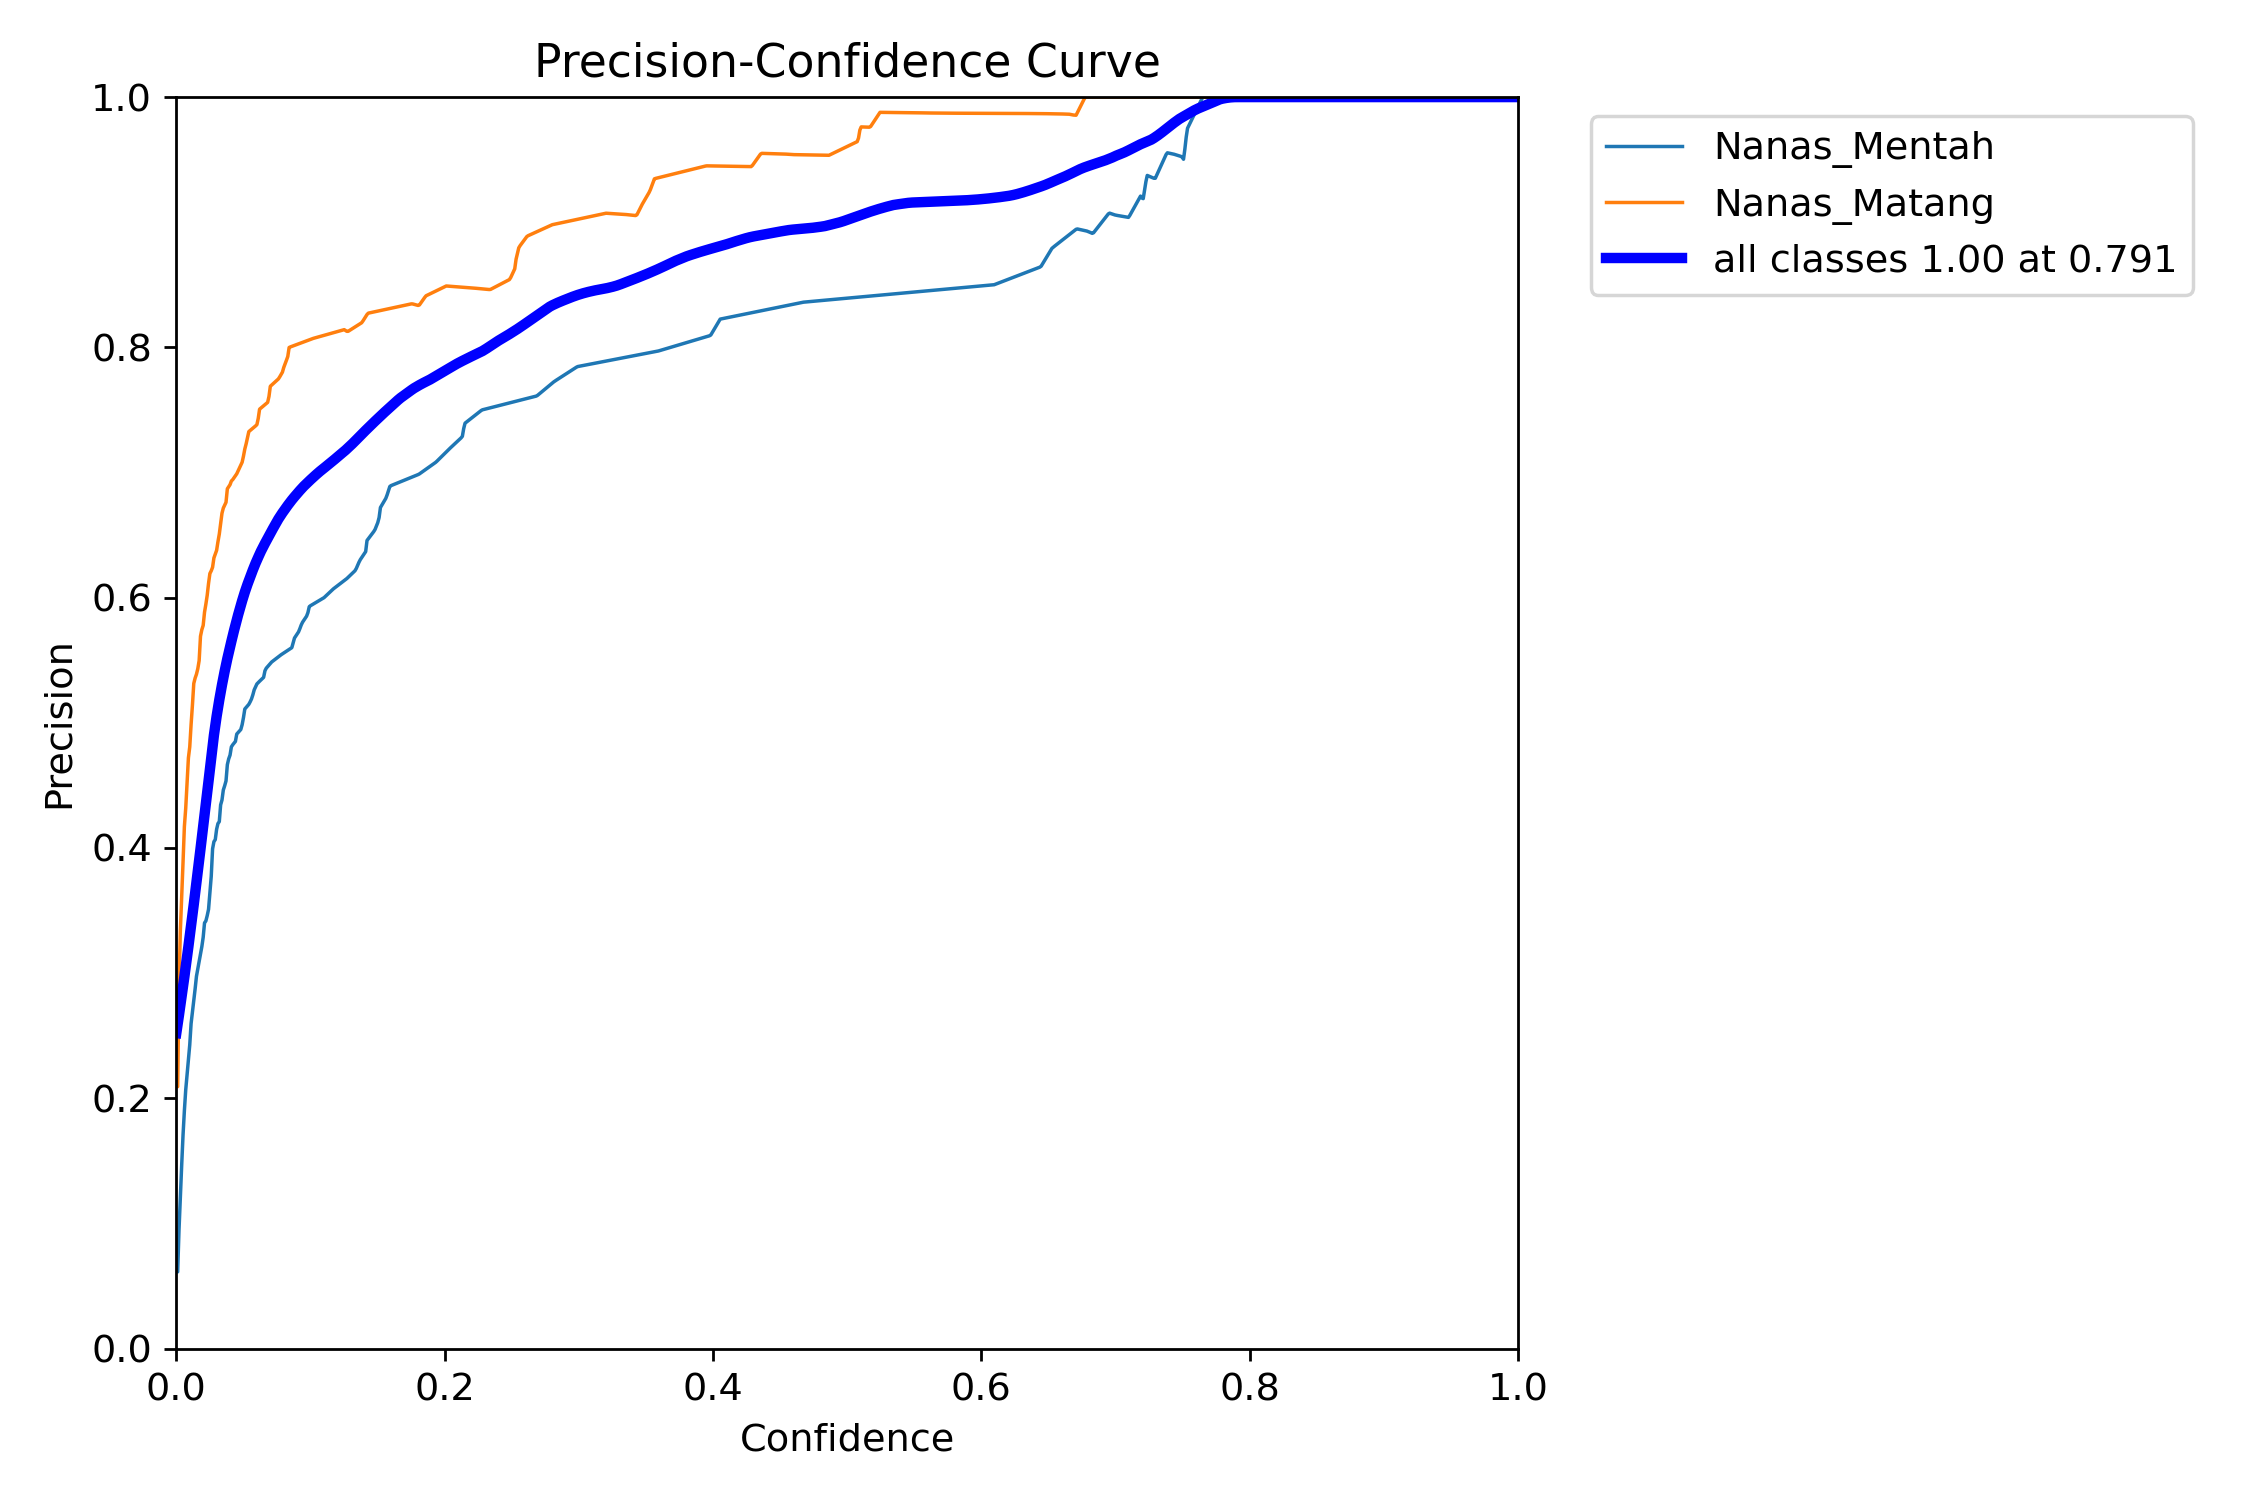 Precision-Confidence Curve
1.0
0.8
0.6
0.4
0.2
0.0
Precision
0.0 0.2 0.4 0.6 0.8 1.0
Confidence
Nanas_Mentah
Nanas_Matang
all classes 1.00 at 0.791